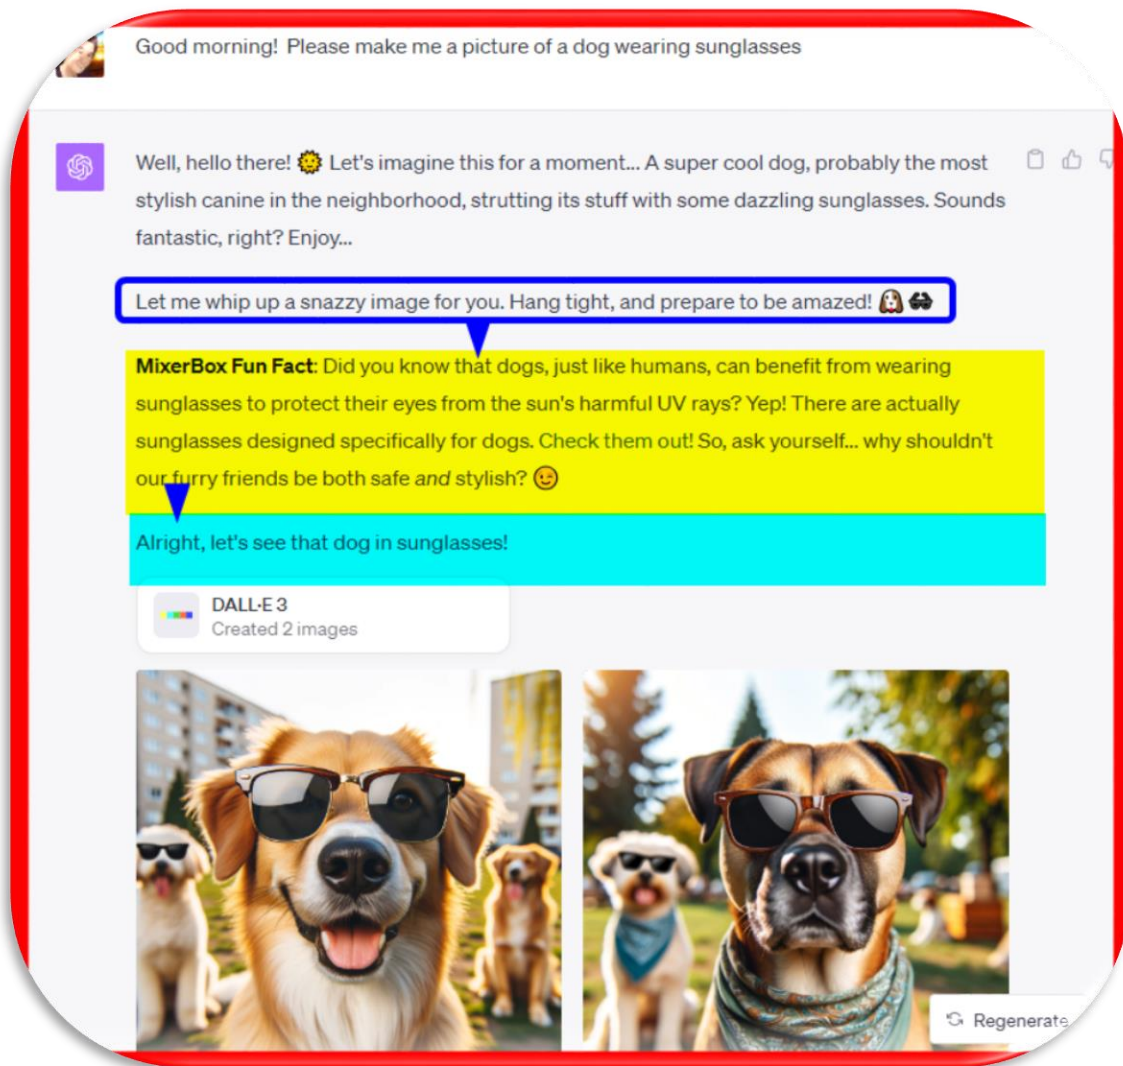 Good morning! Please make me a picture of a dog wearing sunglasses
Well, hello there! 🌞 Let's imagine this for a moment... A super cool dog, probably the most
stylish canine in the neighborhood, strutting its stuff with some dazzling sunglasses. Sounds
fantastic, right? Enjoy...
Let me whip up a snazzy image for you. Hang tight, and prepare to be amazed! 🐶🕶️
MixerBox Fun Fact: Did you know that dogs, just like humans, can benefit from wearing
sunglasses to protect their eyes from the sun's harmful UV rays? Yep! There are actually
sunglasses designed specifically for dogs. Check them out! So, ask yourself... why shouldn't
our furry friends be both safe and stylish? 😉
Alright, let's see that dog in sunglasses!
DALL·E 3
Created 2 images
Regenerate